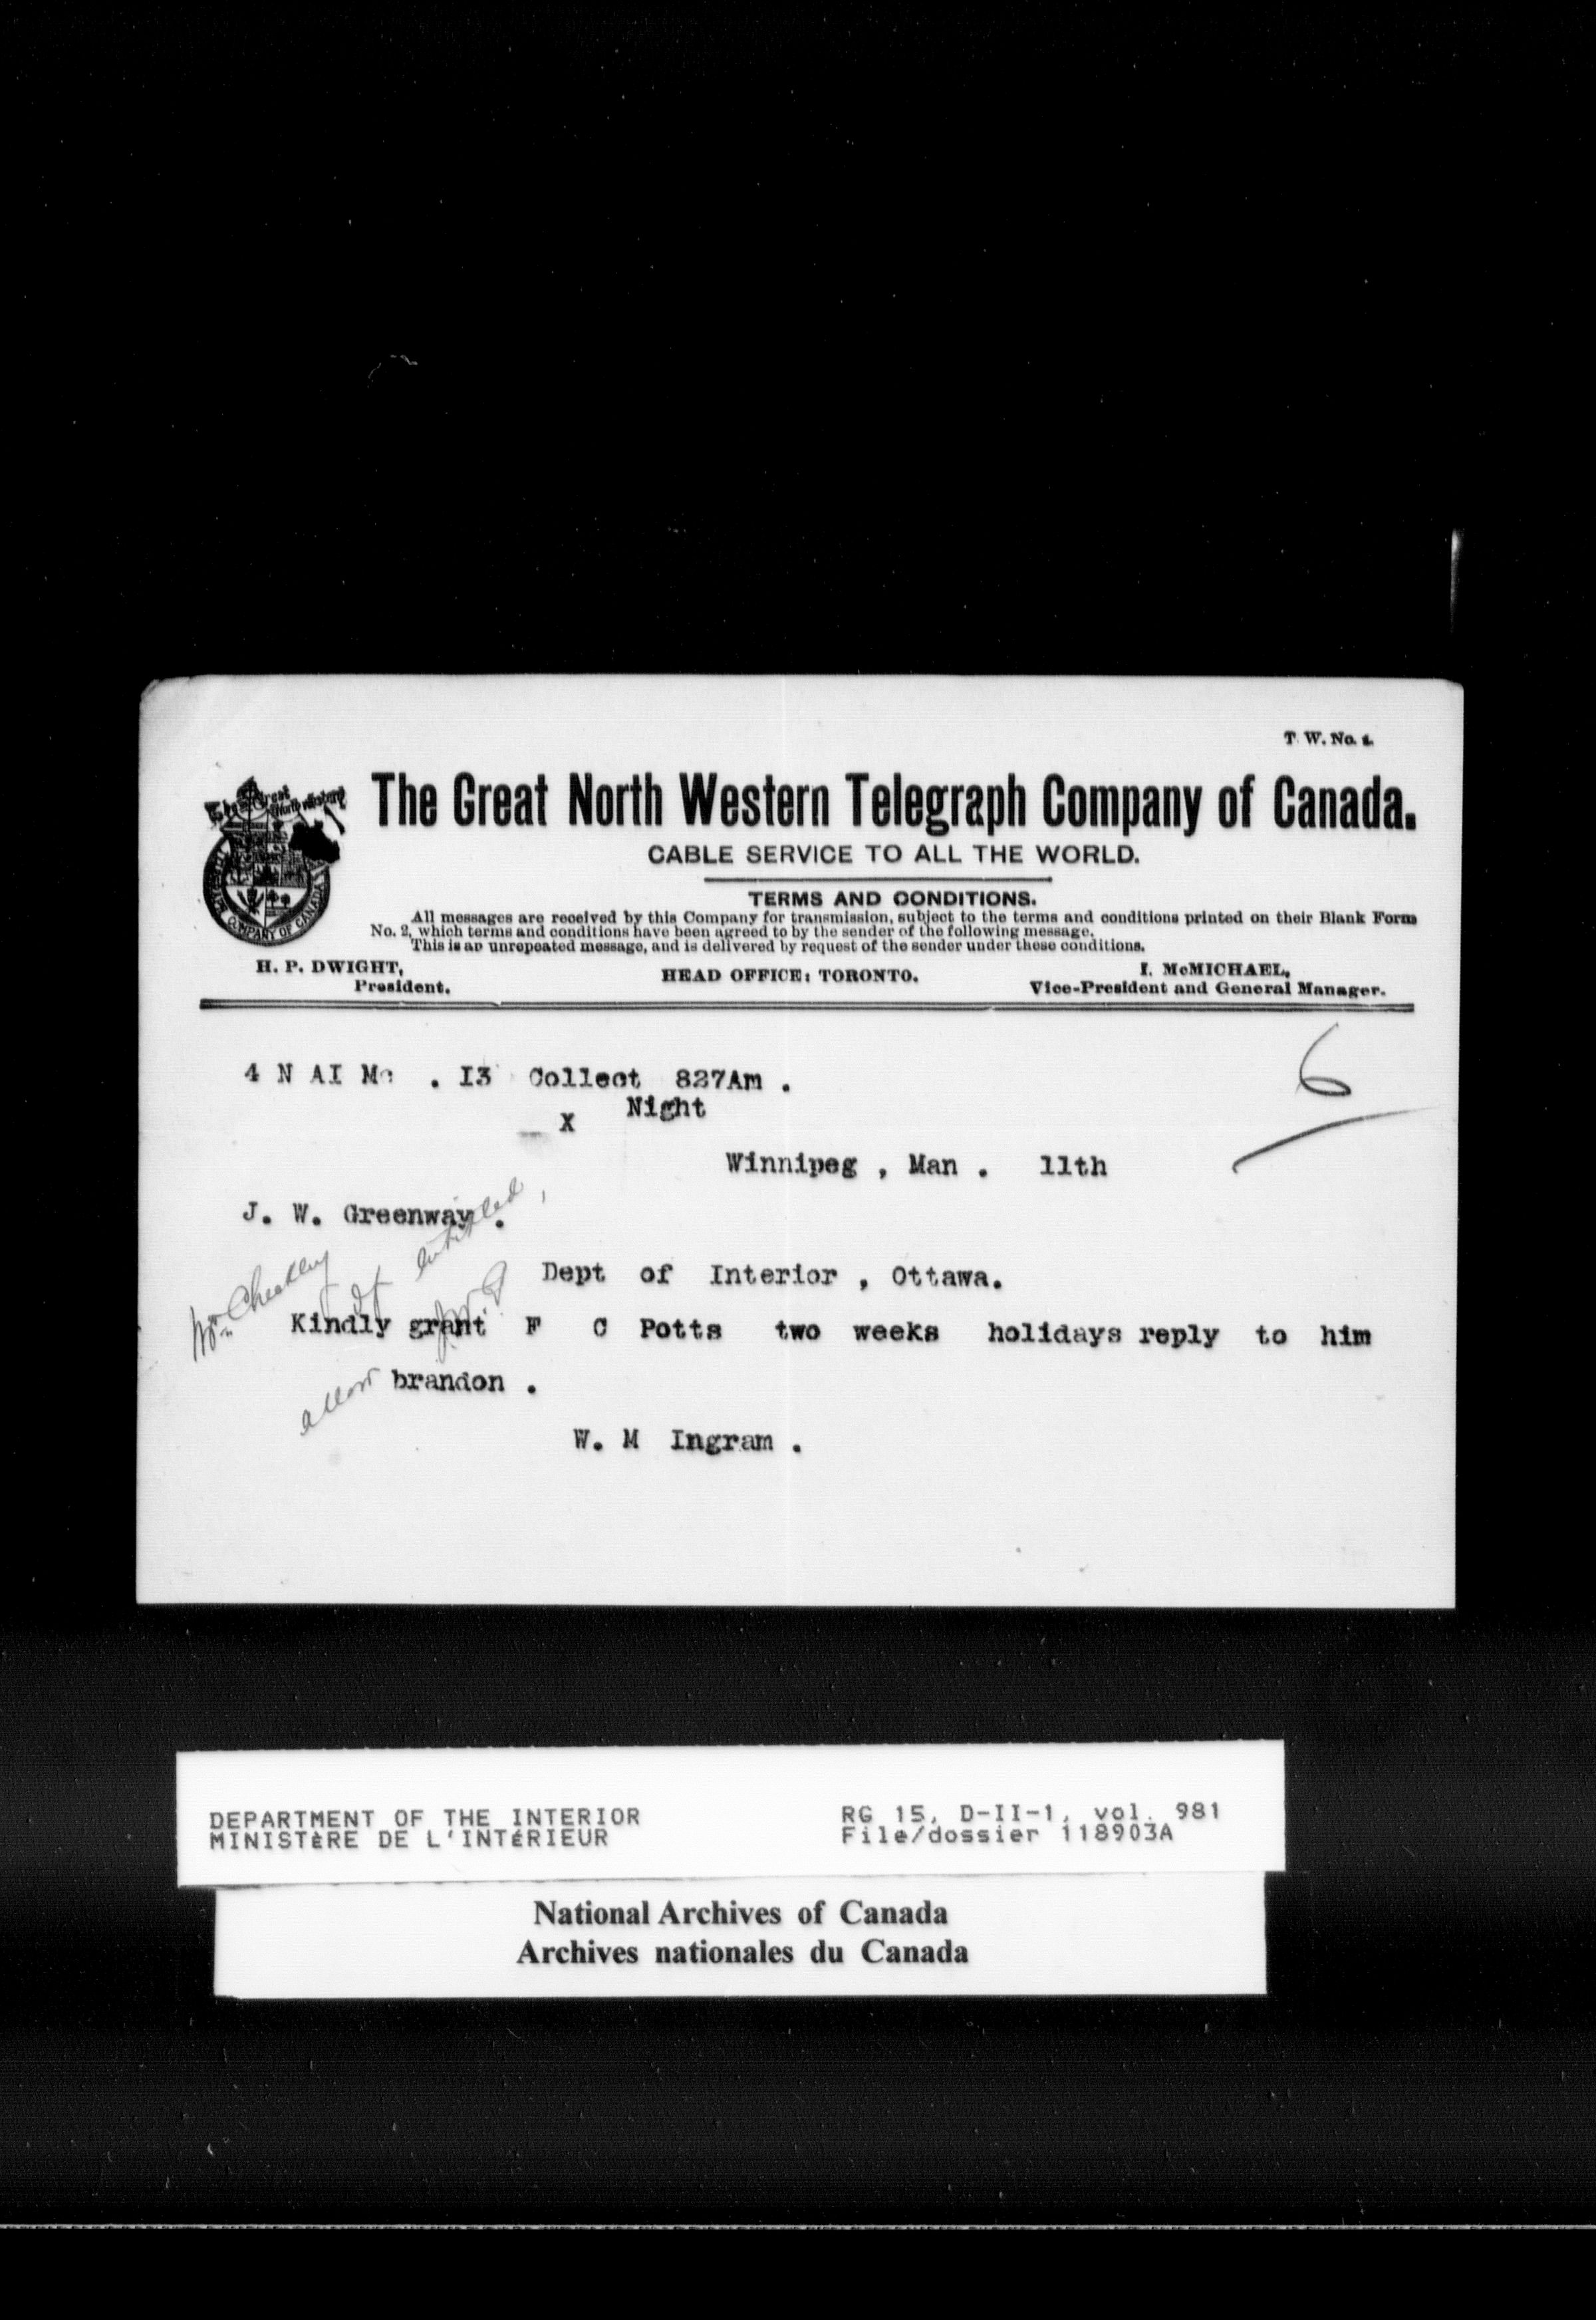 T. W. No. 1.
The Great North Western Telegraph Company of Canada.
CABLE SERVICE TO ALL THE WORLD.
TERMS AND CONDITIONS.
All messages are received by this Company for transmission, subject to the terms and conditions printed on their Blank Form
No. 2, which terms and conditions have been agreed to by the sender of the following message.
This is an unrepeated message, and is delivered by request of the sender under these conditions.
H. P. DWIGHT,
President.
HEAD OFFICE: TORONTO.
I. McMICHAEL,
Vice-President and General Manager.
6
4 N AI . I3 Collect 827Am .
X Night
Winnipeg , Man . 11th
J. W. Greenway .
Dept of Interior , Ottawa.
Mr. Cheatley
allow if entitled,
J.W.G
Kindly grant F C Potts two weeks holidays reply to him
brandon .
W. M Ingram .
DEPARTMENT OF THE INTERIOR
MINISTÈRE DE L'INTÉRIEUR
RG 15, D-II-1, vol. 981
File/dossier 118903A
National Archives of Canada
Archives nationales du Canada